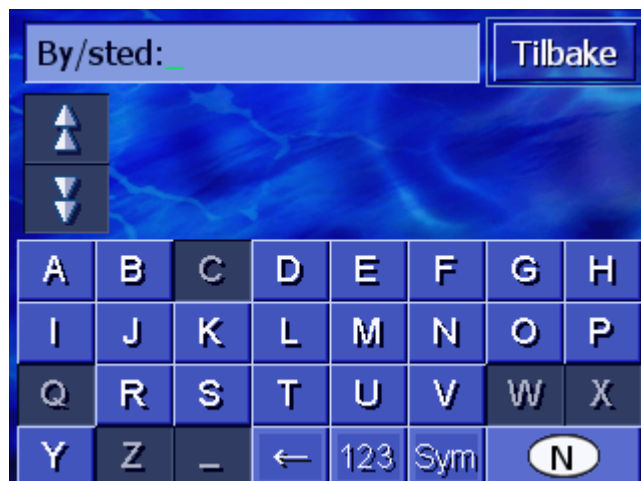 By/sted:_ Tilbake
A B C D E F G H
I J K L M N O P
Q R S T U V W X
Y Z _ ← 123 Sym N